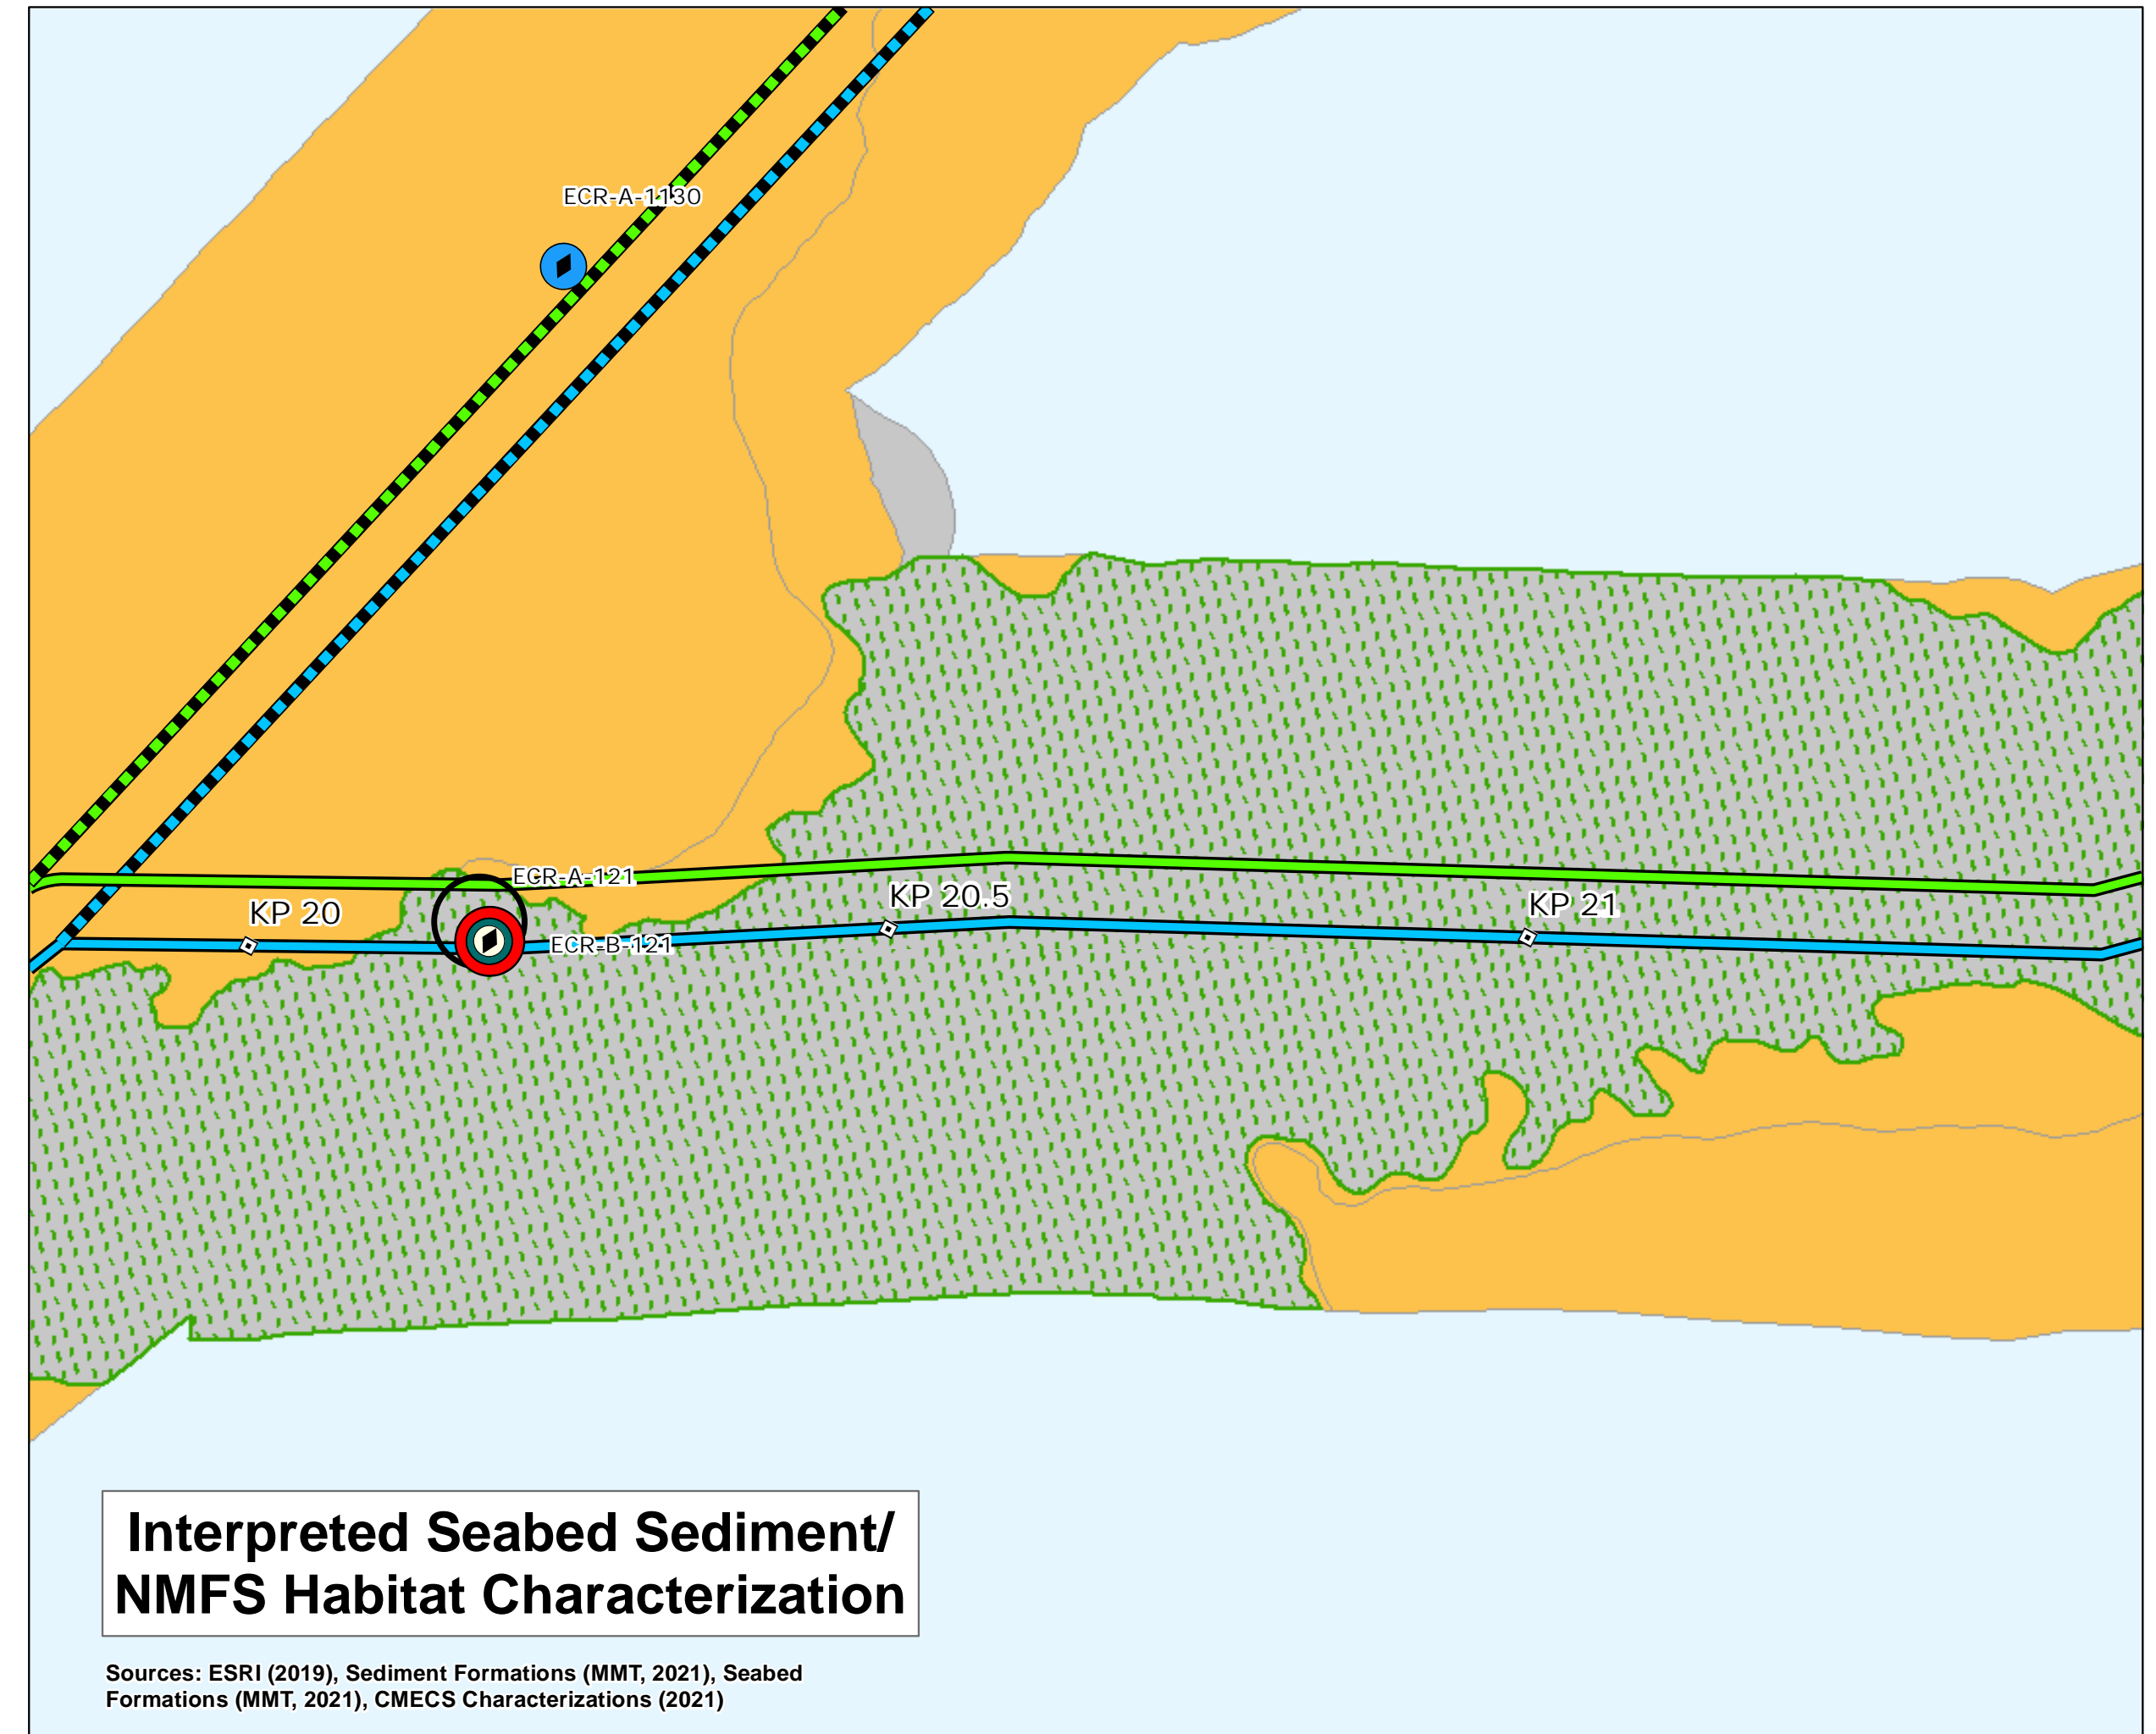 ECR-A-1130
ECR-A-121
KP 20
KP 20.5
KP 21
ECR-B-121
Interpreted Seabed Sediment/
NMFS Habitat Characterization
Sources: ESRI (2019), Sediment Formations (MMT, 2021), Seabed
Formations (MMT, 2021), CMECS Characterizations (2021)